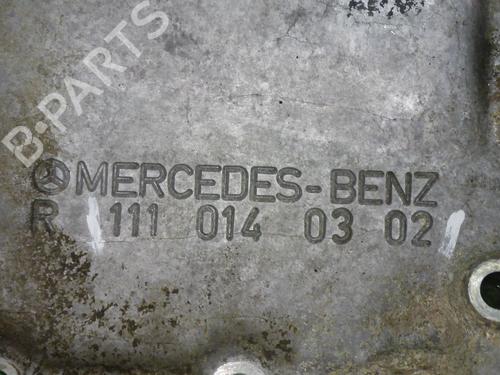 B-PARTS
MERCEDES-BENZ
R 111 014 03 02